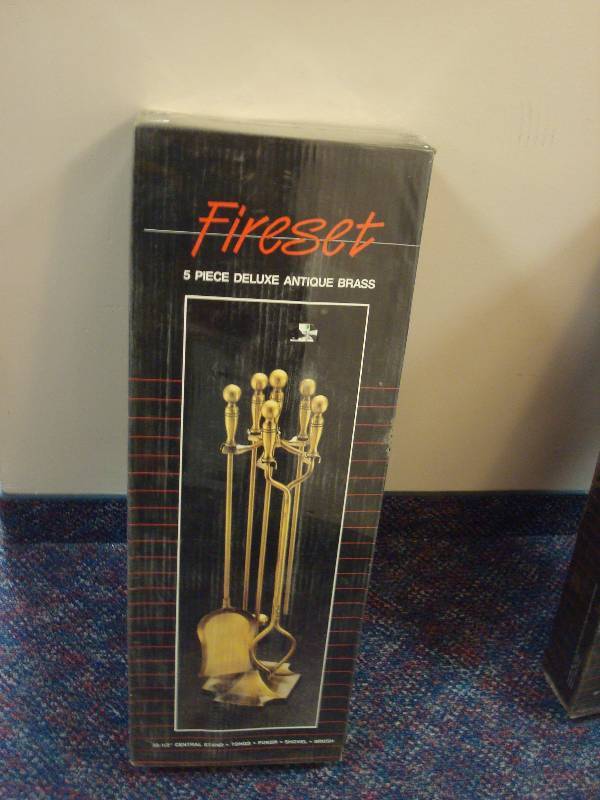 Fireset
5 PIECE DELUXE ANTIQUE BRASS
CENTRAL STAND • TONGS • POKER • SHOVEL • BRUSH